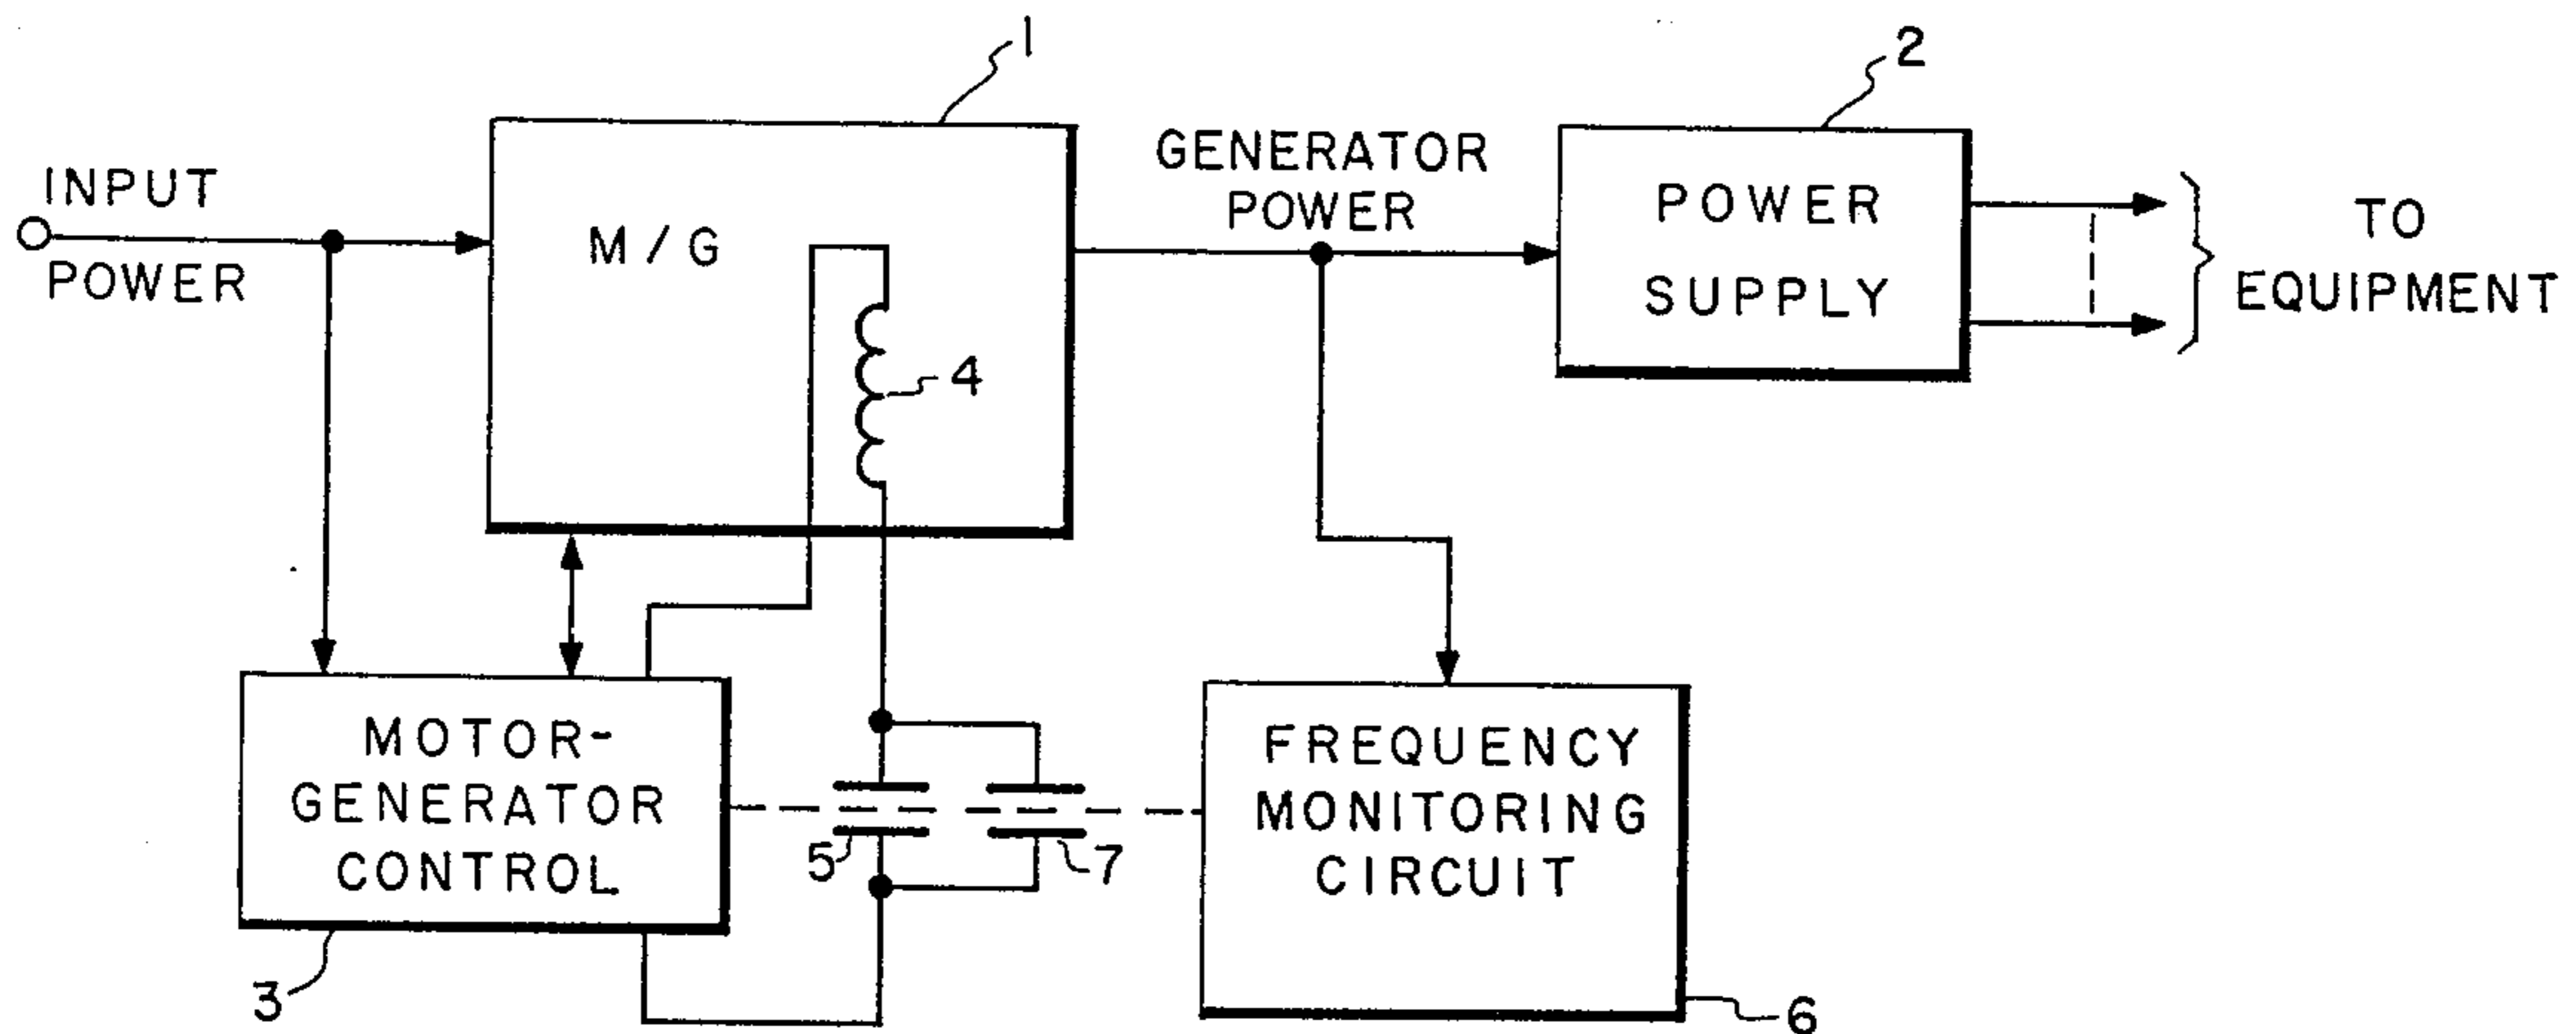 1
2
INPUT
POWER
M / G
GENERATOR
POWER
POWER
SUPPLY
TO
EQUIPMENT
4
MOTOR-
GENERATOR
CONTROL
5
7
FREQUENCY
MONITORING
CIRCUIT
3
6